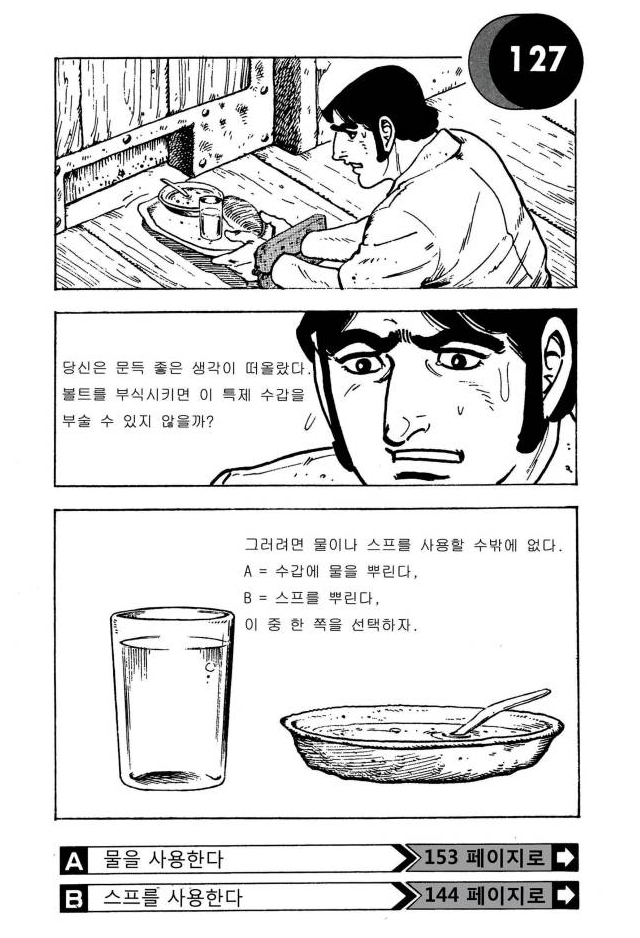 127
당신은 문득 좋은 생각이 떠올랐다.
볼트를 부식시키면 이 특제 수갑을
부술 수 있지 않을까?
그러려면 물이나 스프를 사용할 수밖에 없다.
A = 수갑에 물을 뿌린다,
B = 스프를 뿌린다,
이 중 한 쪽을 선택하자.
A 물을 사용한다 153 페이지로
B 스프를 사용한다 144 페이지로